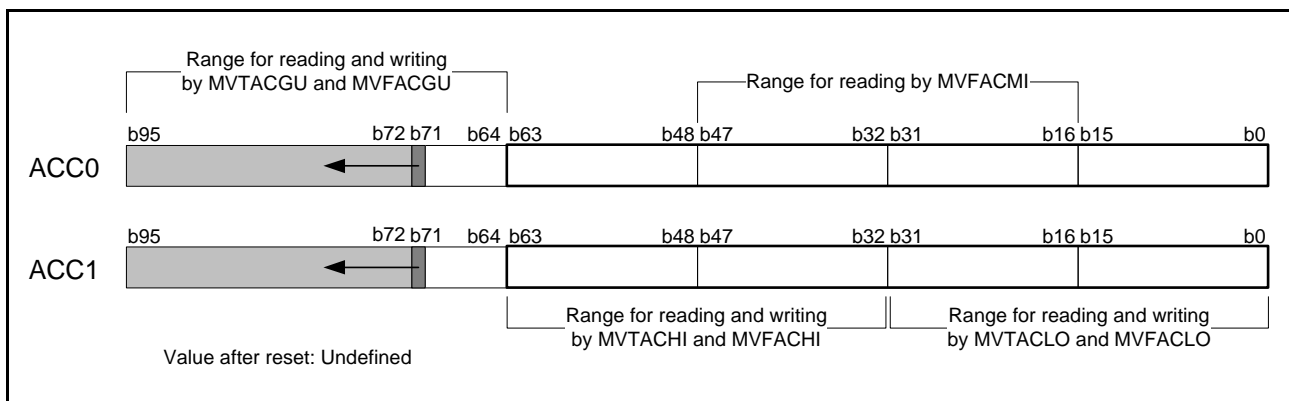 Range for reading and writing
by MVTACGU and MVFACGU
Range for reading by MVFACMI
b95 b72 b71 b64 b63 b48 b47 b32 b31 b16 b15 b0
ACC0
b95 b72 b71 b64 b63 b48 b47 b32 b31 b16 b15 b0
ACC1
Range for reading and writing
by MVTACHI and MVFACHI
Range for reading and writing
by MVTACLO and MVFACLO
Value after reset: Undefined